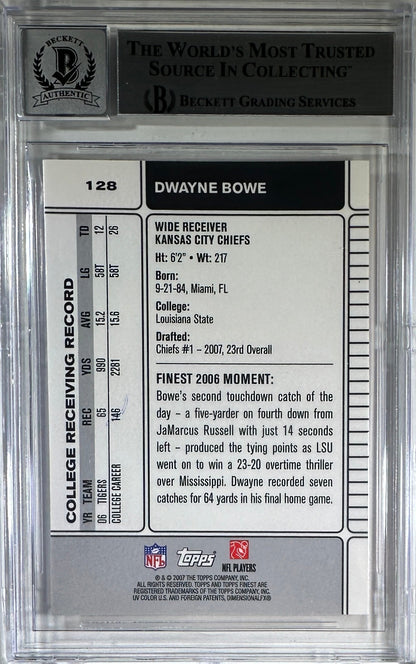 BECKETT
B
AUTHENTIC
THE WORLD'S MOST TRUSTED
SOURCE IN COLLECTING™
B BECKETT GRADING SERVICES
128
DWAYNE BOWE
WIDE RECEIVER
KANSAS CITY CHIEFS
Ht: 6'2" • Wt: 217
Born:
9-21-84, Miami, FL
College:
Louisiana State
Drafted:
Chiefs #1 – 2007, 23rd Overall
FINEST 2006 MOMENT:
Bowe's second touchdown catch of the
day – a five-yarder on fourth down from
JaMarcus Russell with just 14 seconds
left – produced the tying points as LSU
went on to win a 23-20 overtime thriller
over Mississippi. Dwayne recorded seven
catches for 64 yards in his final home game.
COLLEGE RECEIVING RECORD
YR TEAM REC YDS AVG LG TD
06 TIGERS 65 990 15.2 58T 12
COLLEGE CAREER 146 2281 15.6 58T 26
NFL
Topps
NFL PLAYERS
® & © 2007 THE TOPPS COMPANY, INC.
ALL RIGHTS RESERVED. TOPPS AND TOPPS FINEST ARE
REGISTERED TRADEMARKS OF THE TOPPS COMPANY, INC.
UV COLOR U.S. AND FOREIGN PATENTS, DIMENSIONALFX®